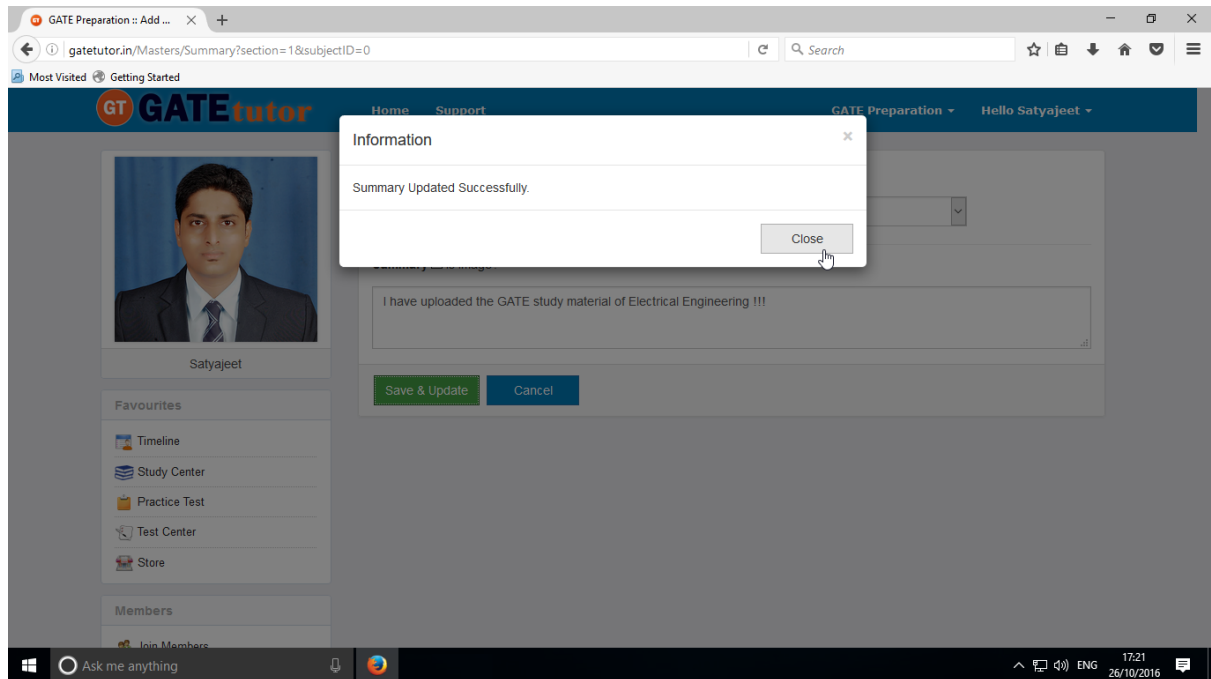 GATE Preparation :: Add ...
gatetutor.in/Masters/Summary?section=1&subjectID=0
Search
Most Visited Getting Started
GT GATEtutor Home Support GATE Preparation Hello Satyajeet
Information
Summary Updated Successfully.
Close
I have uploaded the GATE study material of Electrical Engineering !!!
Save & Update Cancel
Satyajeet
Favourites
Timeline
Study Center
Practice Test
Test Center
Store
Members
Join Members
Ask me anything
ENG
17:21
26/10/2016